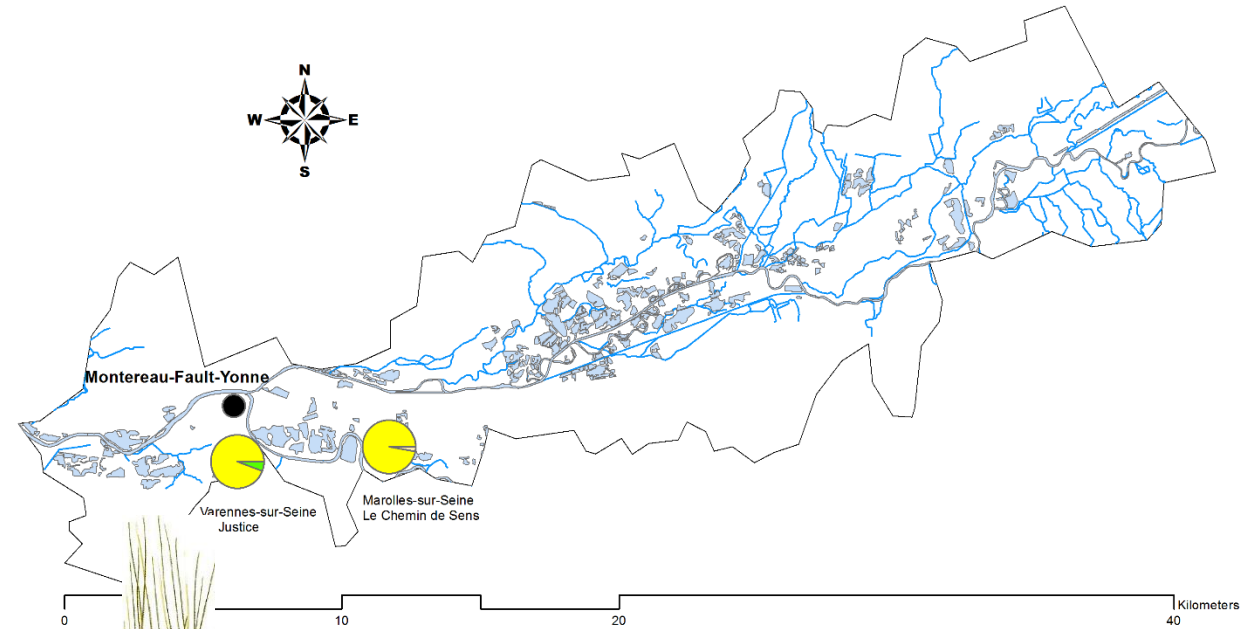 N
W E
S
Montereau-Fault-Yonne
Varennes-sur-Seine
Justice
Marolles-sur-Seine
Le Chemin de Sens
Kilometers
0 10 20 40